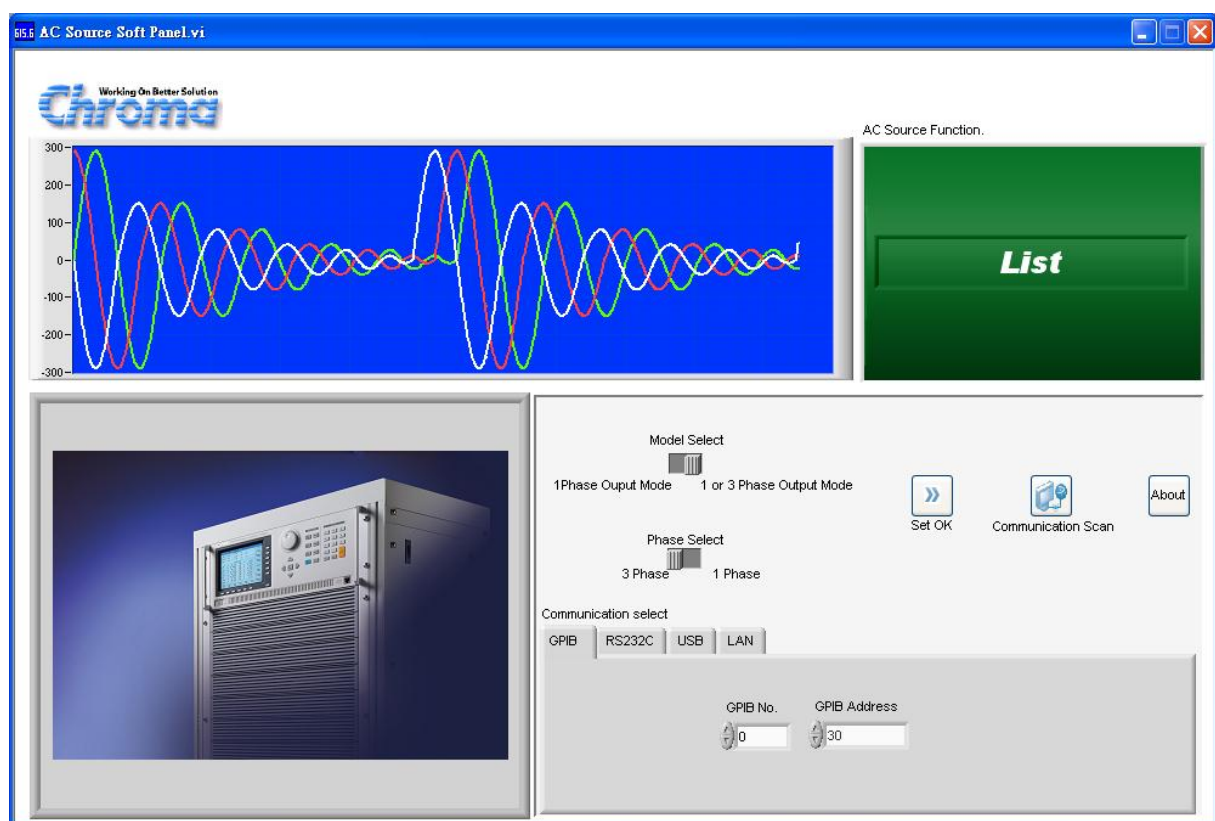 615.6 AC Source Soft Panel.vi
Working On Better Solution
Chroma
AC Source Function.
300
200
100
0
-100
-200
-300
List
Model Select
1Phase Ouput Mode 1 or 3 Phase Output Mode
Set OK
Communication Scan
About
Phase Select
3 Phase 1 Phase
Communication select
GPIB RS232C USB LAN
GPIB No. GPIB Address
0 30